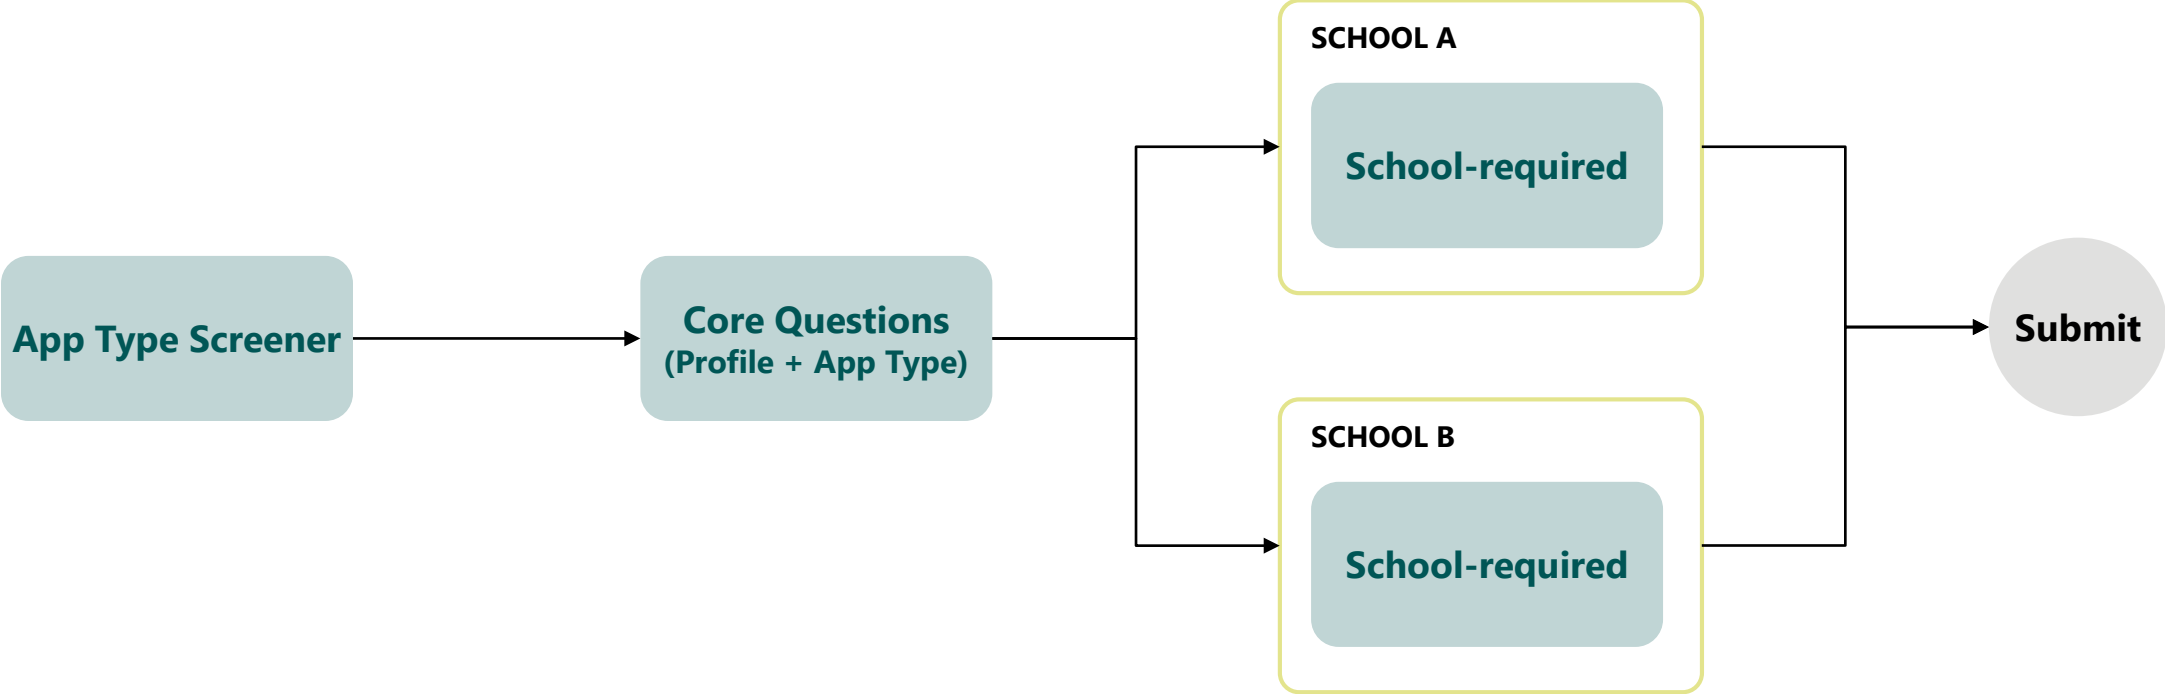 App Type Screener
Core Questions
(Profile + App Type)
SCHOOL A
School-required
SCHOOL B
School-required
Submit